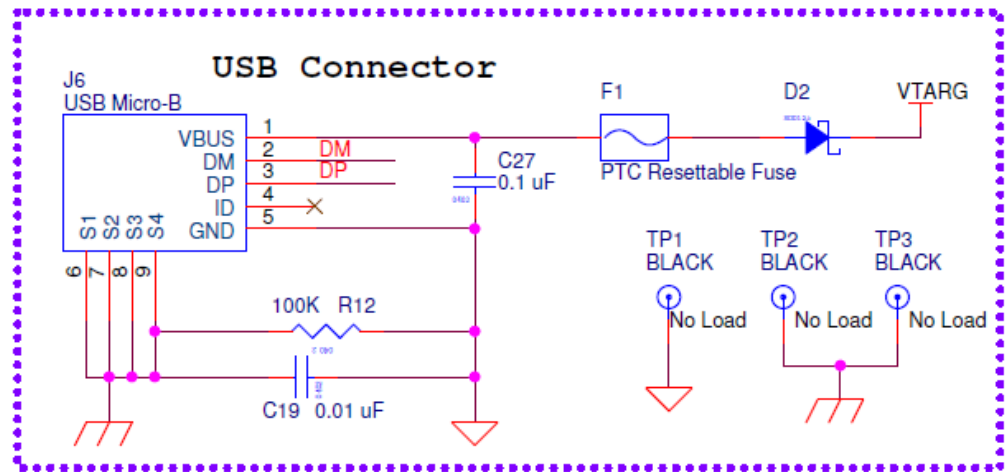 USB Connector
J6
USB Micro-B
VBUS 1
DM 2 DM
DP 3 DP
ID 4
GND 5
S1 S2 S3 S4
6 7 8 9
C27
0.1 uF
F1
PTC Resettable Fuse
D2
VTARG
100K R12
C19 0.01 uF
TP1
BLACK
No Load
TP2
BLACK
No Load
TP3
BLACK
No Load